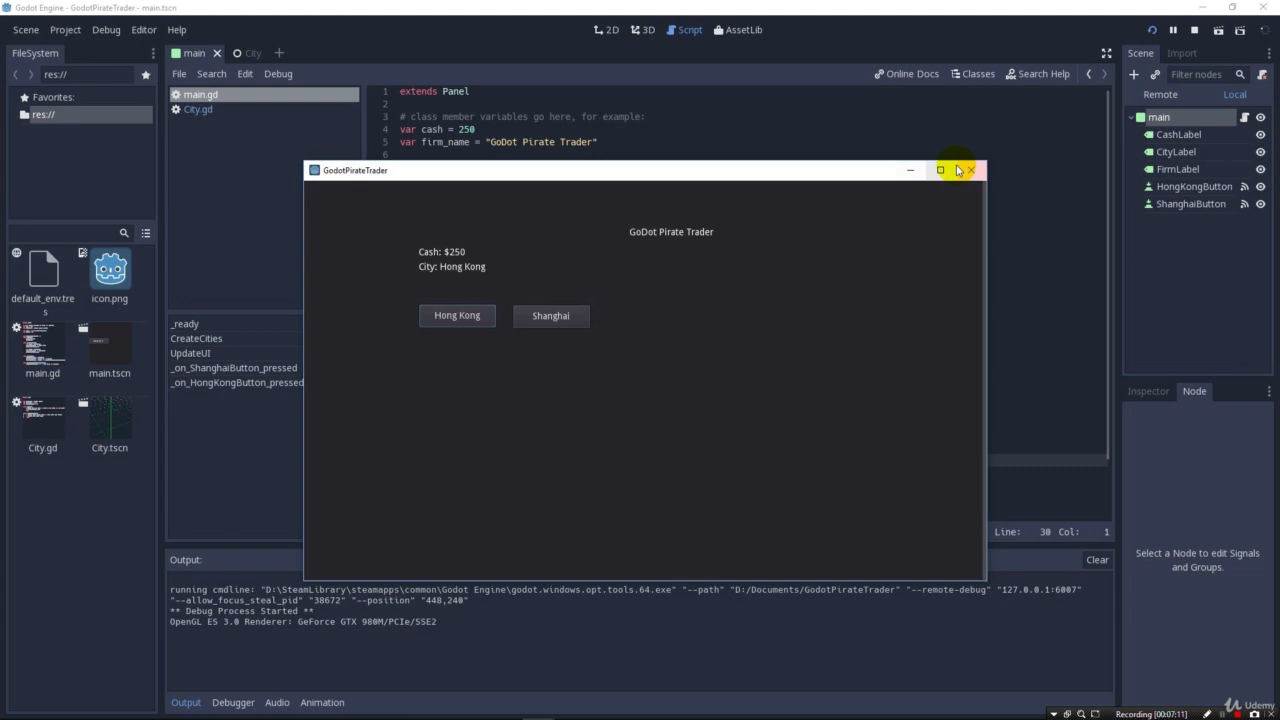 Godot Engine - GodotPirateTrader - main.tscn
Scene Project Debug Editor Help
2D 3D Script AssetLib
FileSystem
res://
Favorites:
res://
default_env.tres
icon.png
main.gd
main.tscn
City.gd
City.tscn
main City
File Search Edit Debug
Online Docs Classes Search Help
main.gd
City.gd
_ready
CreateCities
UpdateUI
_on_ShanghaiButton_pressed
_on_HongKongButton_pressed
1 extends Panel
2
3 # class member variables go here, for example:
4 var cash = 250
5 var firm_name = "GoDot Pirate Trader"
6
GodotPirateTrader
GoDot Pirate Trader
Cash: $250
City: Hong Kong
Hong Kong Shanghai
Line: 30 Col: 1
Output: Clear
running cmdline: "D:\SteamLibrary\steamapps\common\Godot Engine\godot.windows.opt.tools.64.exe" "--path" "D:/Documents/GodotPirateTrader" "--remote-debug" "127.0.0.1:6007"
"--allow_focus_steal_pid" "38672" "--position" "448,240"
** Debug Process Started **
OpenGL ES 3.0 Renderer: GeForce GTX 980M/PCIe/SSE2
Output Debugger Audio Animation
Scene Import
Filter nodes
Remote Local
main
CashLabel
CityLabel
FirmLabel
HongKongButton
ShanghaiButton
Inspector Node
Select a Node to edit Signals
and Groups.
Udemy
Recording [00:07:11]